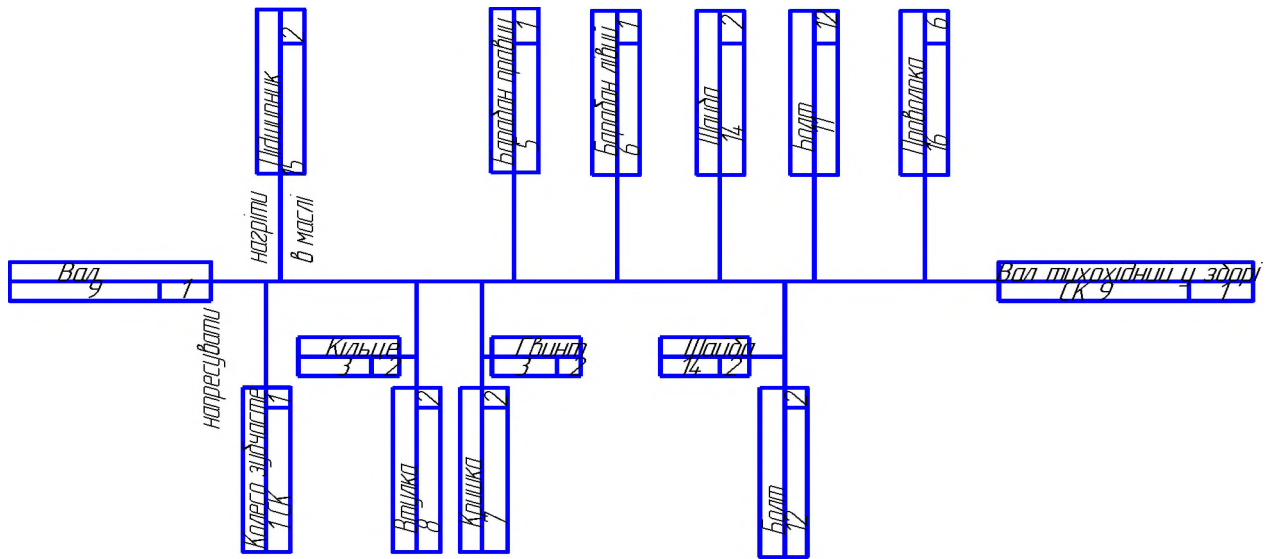 Підшипник
15
2
Барабан правий
5
1
Барабан лівий
6
1
Шайба
14
2
Болт
11
12
Проволока
16
6
нагріти
в маслі
Вал
9
1
Вал тихохідний у зборі
СК 9
1
напресувати
Кільце
3
2
Гвинт
3
2
Шайба
14
2
Колесо зубчасте
1 СК
1
Втулка
8
2
Кришка
7
2
Болт
12
2